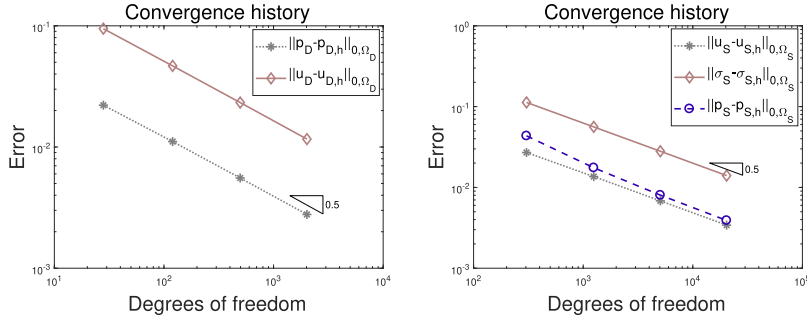 Convergence history
10^-1
10^-2
10^-3
Error
||p_D-p_D,h||_0,Ω_D
||u_D-u_D,h||_0,Ω_D
0.5
10^1
10^2
10^3
10^4
Degrees of freedom
Convergence history
10^0
10^-1
10^-2
10^-3
Error
||u_S-u_S,h||_0,Ω_S
||σ_S-σ_S,h||_0,Ω_S
||p_S-p_S,h||_0,Ω_S
0.5
10^2
10^3
10^4
10^5
Degrees of freedom